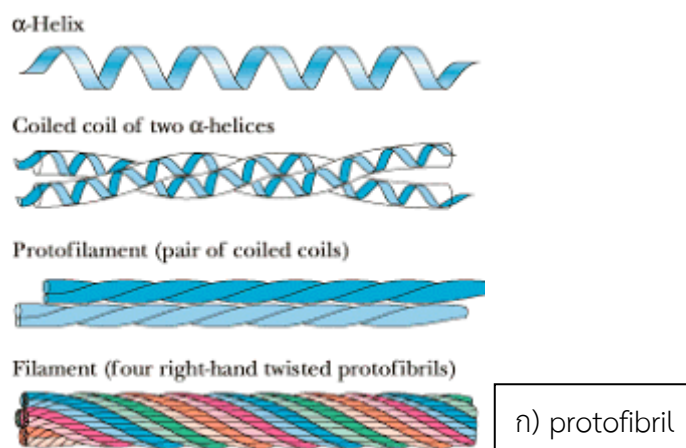 α-Helix
Coiled coil of two α-helices
Protofilament (pair of coiled coils)
Filament (four right-hand twisted protofibrils)
ก) protofibril